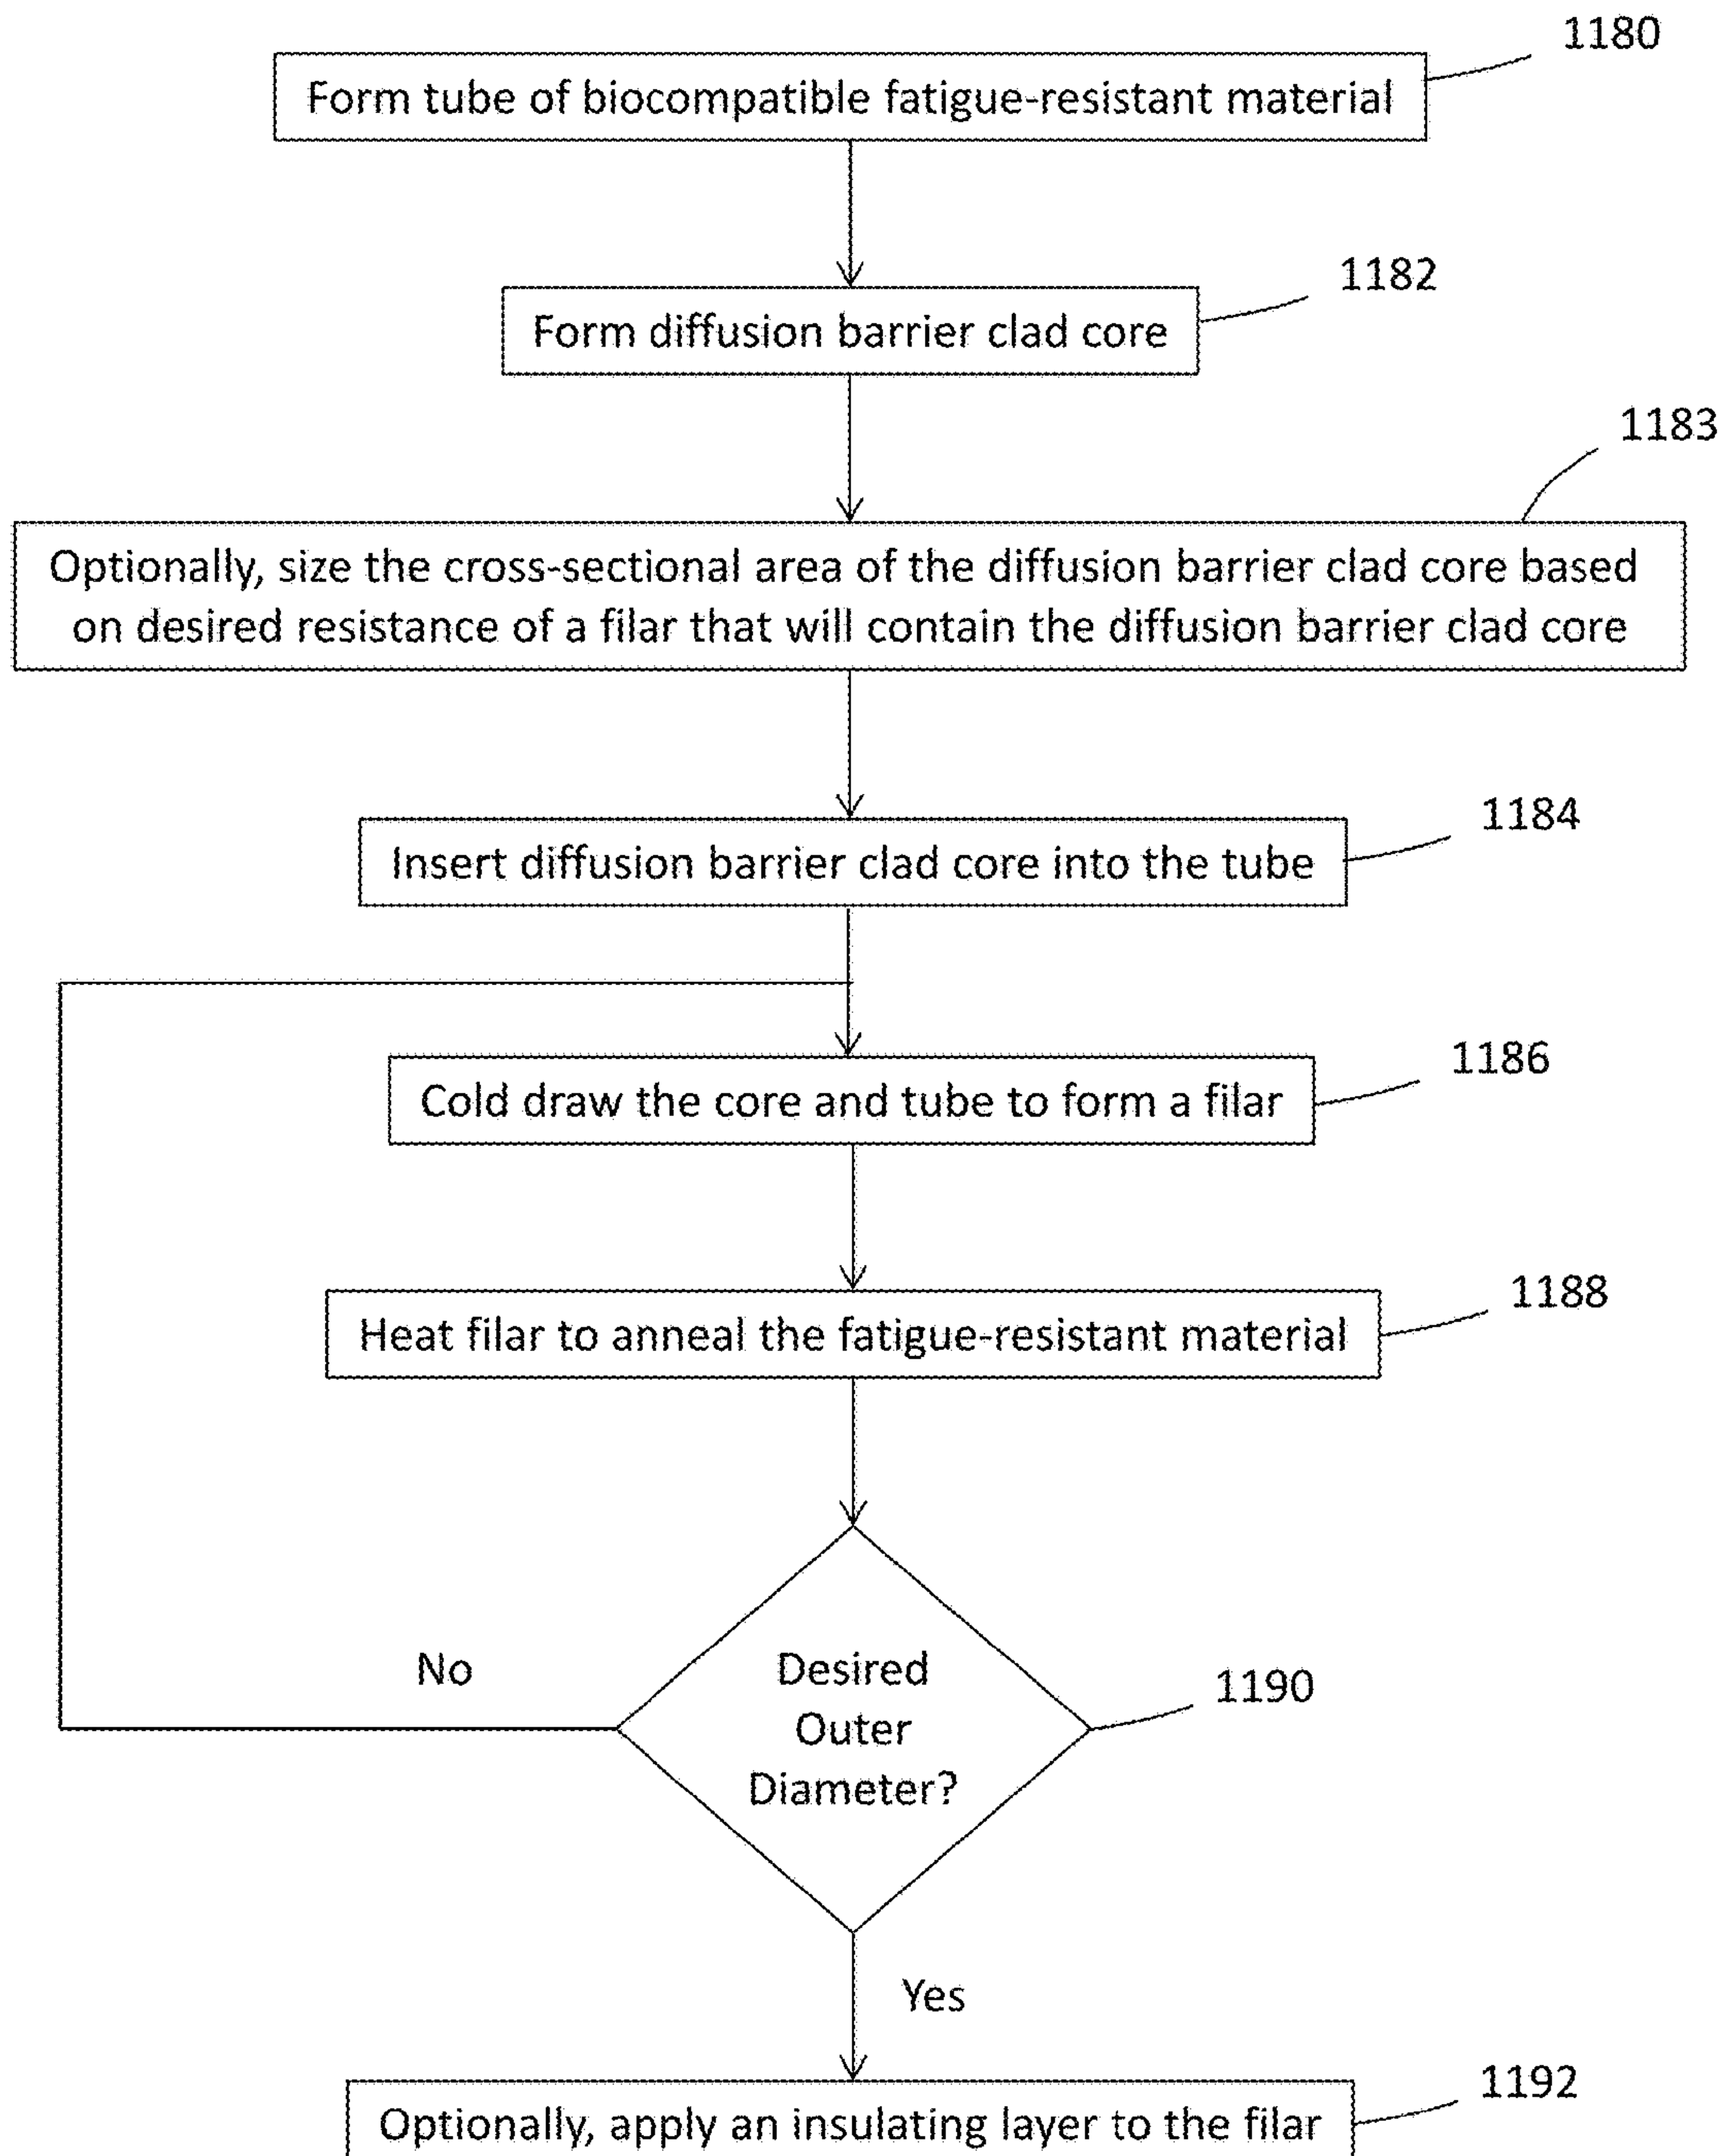 1180
Form tube of biocompatible fatigue-resistant material
1182
Form diffusion barrier clad core
1183
Optionally, size the cross-sectional area of the diffusion barrier clad core based
on desired resistance of a filar that will contain the diffusion barrier clad core
1184
Insert diffusion barrier clad core into the tube
1186
Cold draw the core and tube to form a filar
1188
Heat filar to anneal the fatigue-resistant material
No
Desired
Outer
Diameter?
1190
Yes
1192
Optionally, apply an insulating layer to the filar